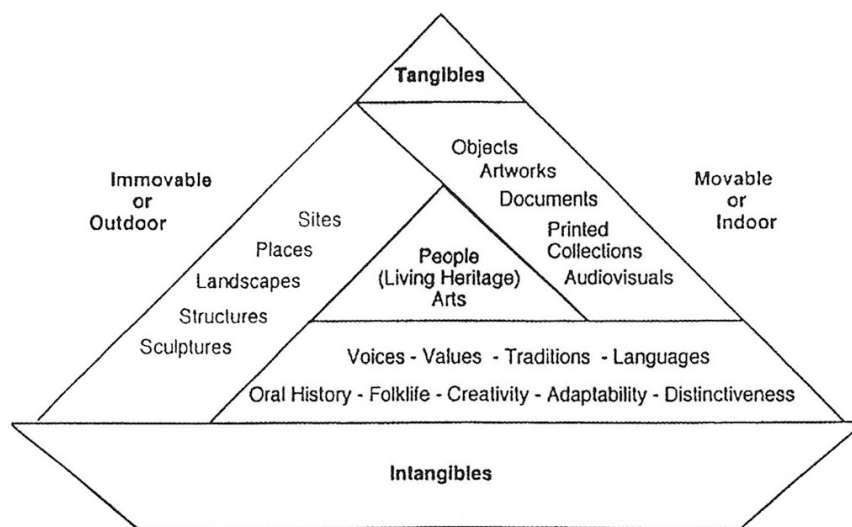 Tangibles
Immovable
or
Outdoor
Sites
Places
Landscapes
Structures
Sculptures
Objects
Artworks
Documents
Printed
Collections
Audiovisuals
Movable
or
Indoor
People
(Living Heritage)
Arts
Voices - Values - Traditions - Languages
Oral History - Folklife - Creativity - Adaptability - Distinctiveness
Intangibles